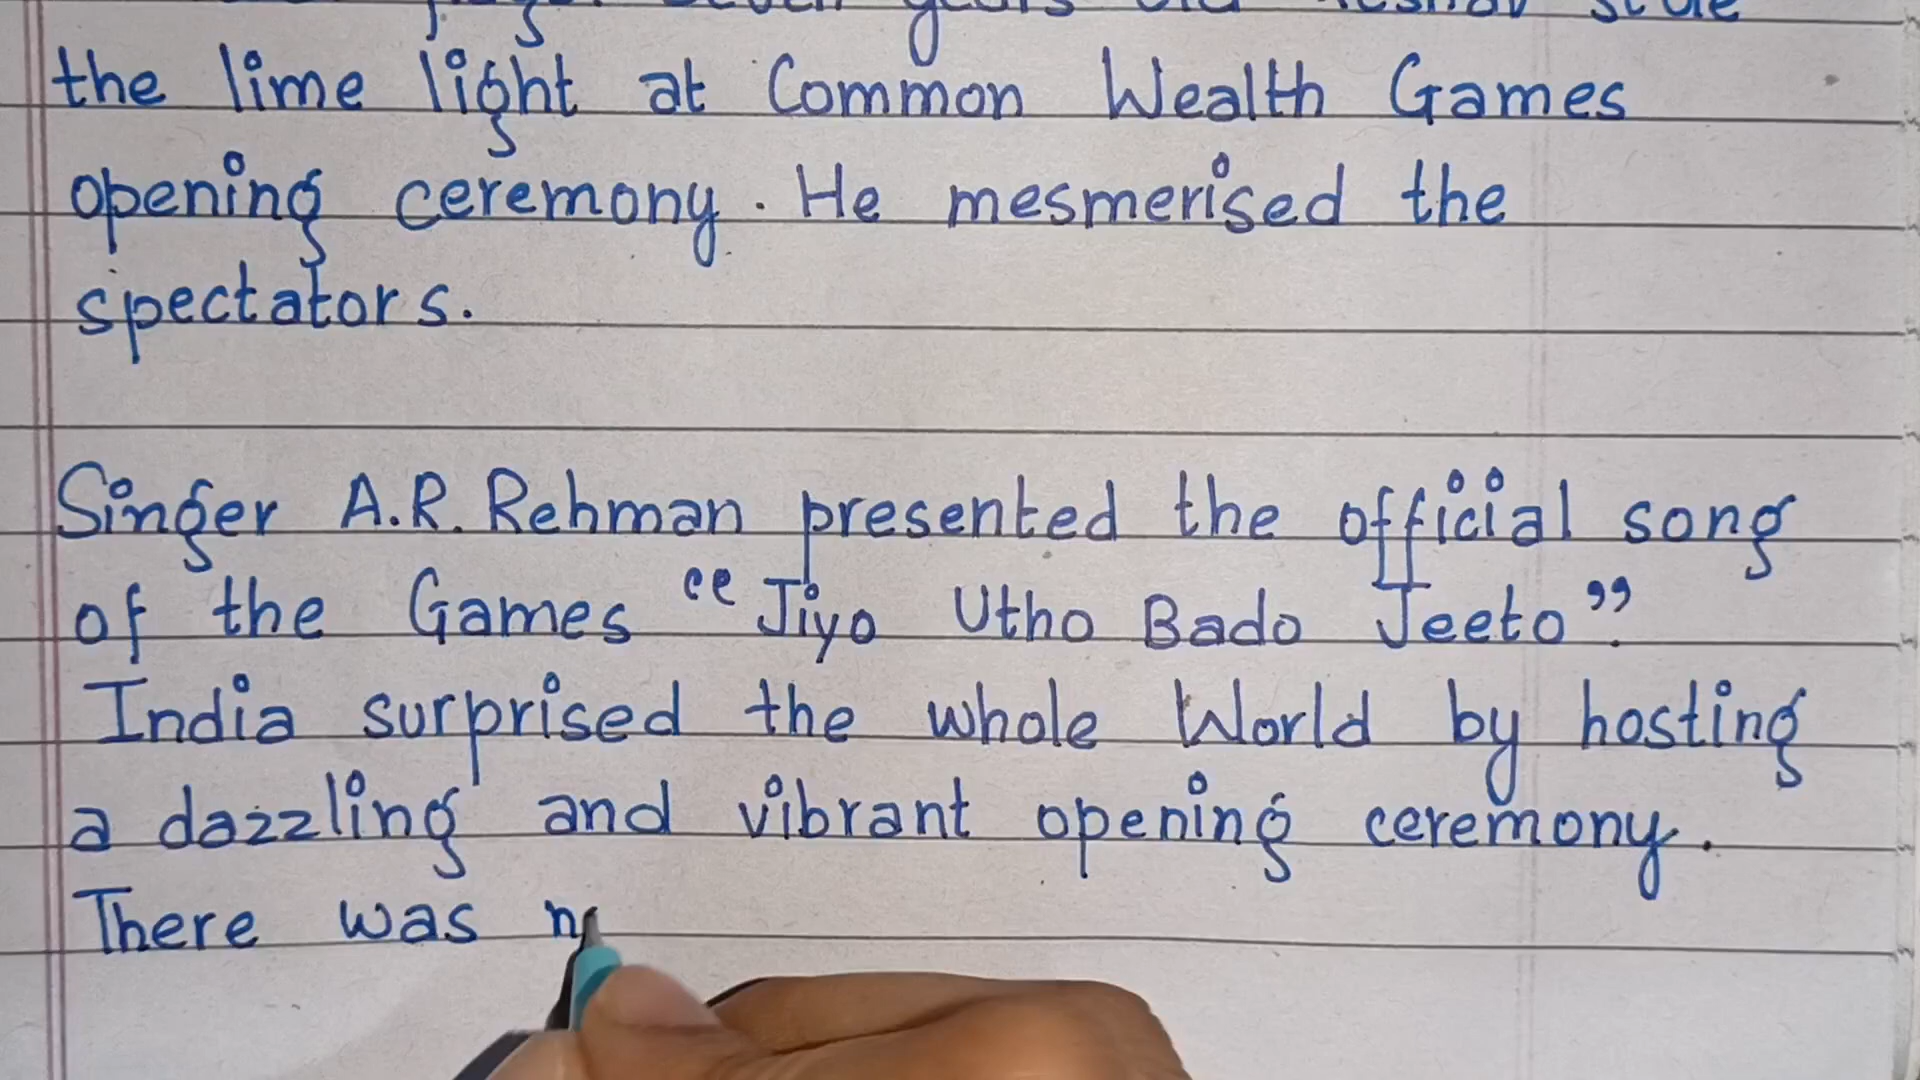 years old
the lime light at Common Wealth Games
opening ceremony. He mesmerised the
spectators.
Singer A.R. Rehman presented the official song
of the Games "Jiyo Utho Bado Jeeto".
India surprised the whole World by hosting
a dazzling and vibrant opening ceremony.
There was